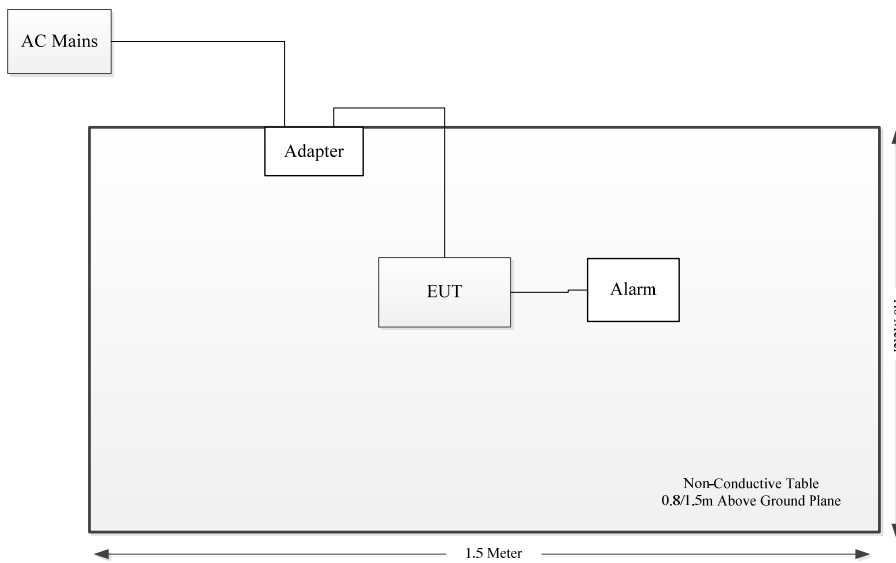 AC Mains
Adapter
EUT
Alarm
Non-Conductive Table
0.8/1.5m Above Ground Plane
1.5 Meter